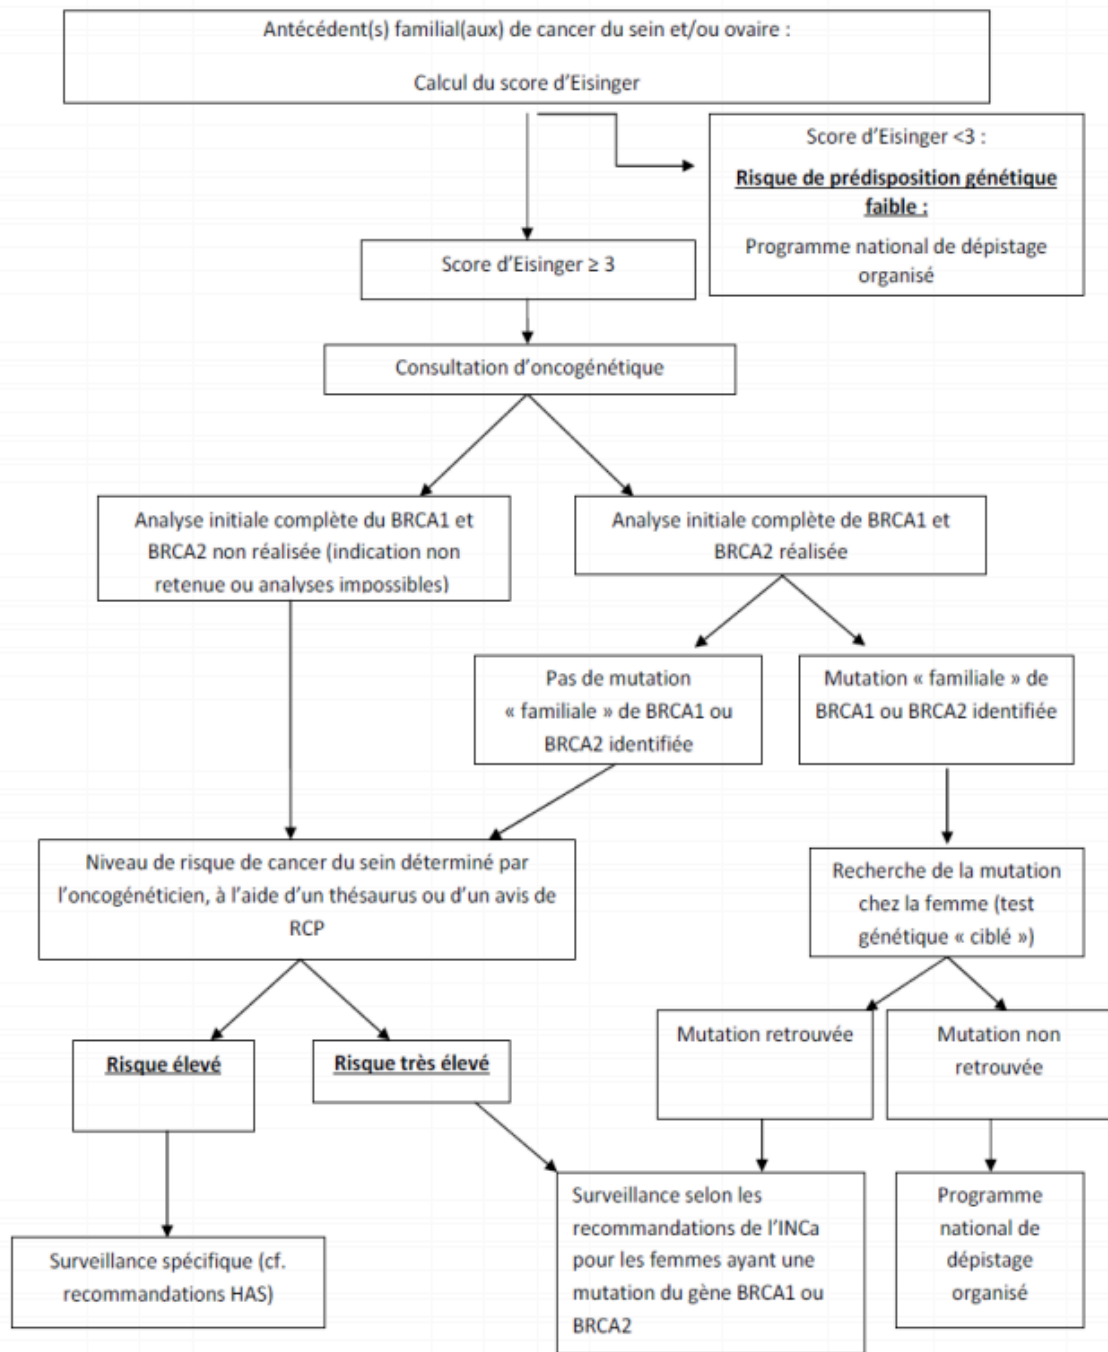 Antécédent(s) familial(aux) de cancer du sein et/ou ovaire :
Calcul du score d'Eisinger
Score d'Eisinger <3 :
Risque de prédisposition génétique
faible :
Programme national de dépistage
organisé
Score d'Eisinger ≥ 3
Consultation d'oncogénétique
Analyse initiale complète du BRCA1 et
BRCA2 non réalisée (indication non
retenue ou analyses impossibles)
Analyse initiale complète de BRCA1 et
BRCA2 réalisée
Pas de mutation
« familiale » de BRCA1 ou
BRCA2 identifiée
Mutation « familiale » de
BRCA1 ou BRCA2 identifiée
Niveau de risque de cancer du sein déterminé par
l'oncogénéticien, à l'aide d'un thésaurus ou d'un avis de
RCP
Recherche de la mutation
chez la femme (test
génétique « ciblé »)
Risque élevé
Risque très élevé
Mutation retrouvée
Mutation non
retrouvée
Surveillance spécifique (cf.
recommandations HAS)
Surveillance selon les
recommandations de l'INCa
pour les femmes ayant une
mutation du gène BRCA1 ou
BRCA2
Programme
national de
dépistage
organisé